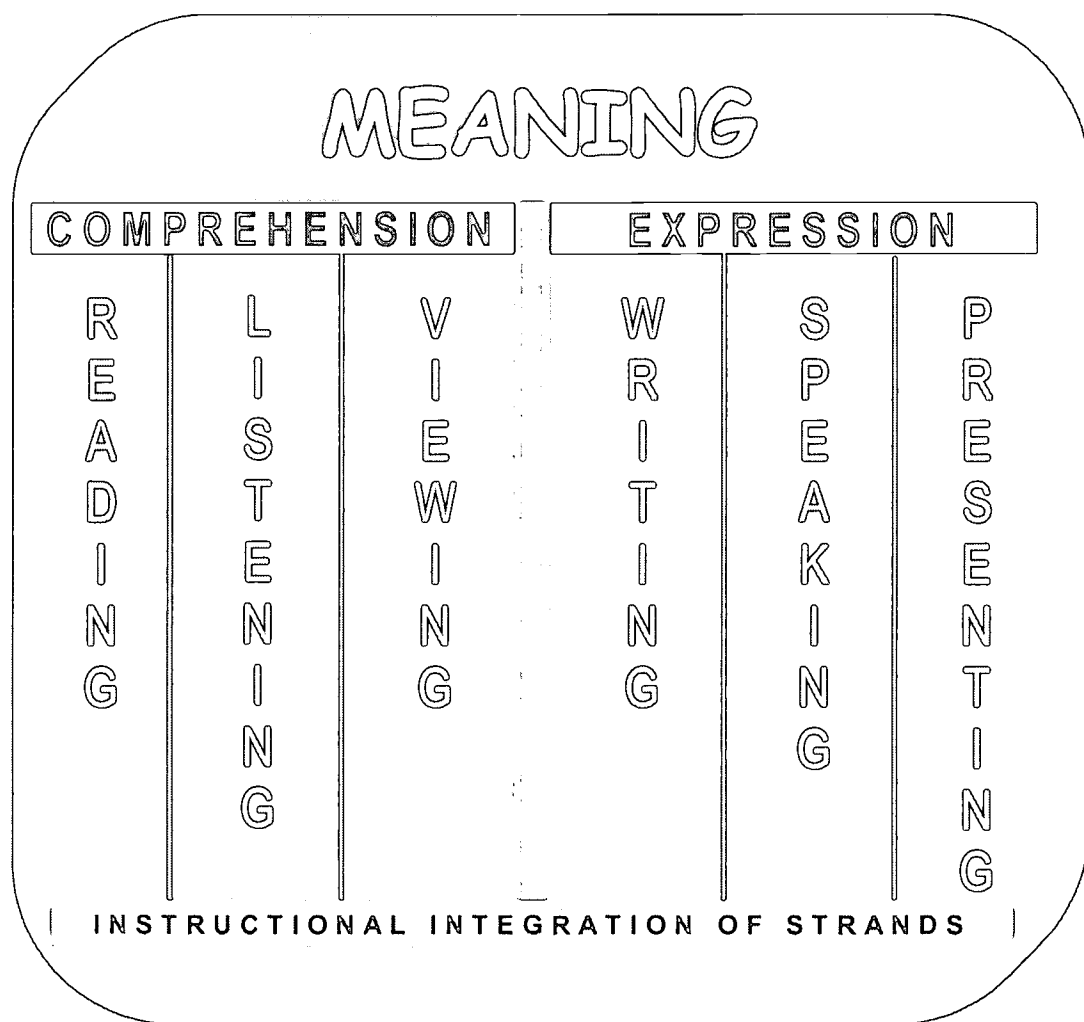 MEANING
COMPREHENSION
EXPRESSION
READING
LISTENING
VIEWING
WRITING
SPEAKING
PRESENTING
INSTRUCTIONAL INTEGRATION OF STRANDS